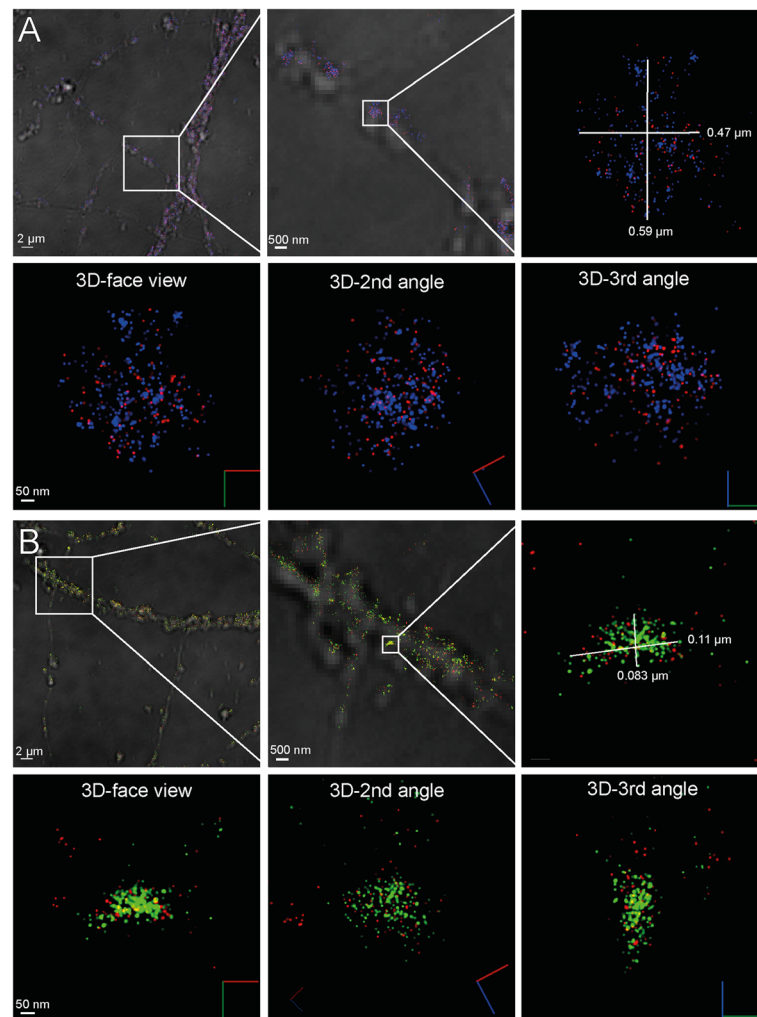 A
2 µm
500 nm
0.47 µm
0.59 µm
3D-face view
3D-2nd angle
3D-3rd angle
50 nm
B
2 µm
500 nm
0.11 µm
0.083 µm
3D-face view
3D-2nd angle
3D-3rd angle
50 nm